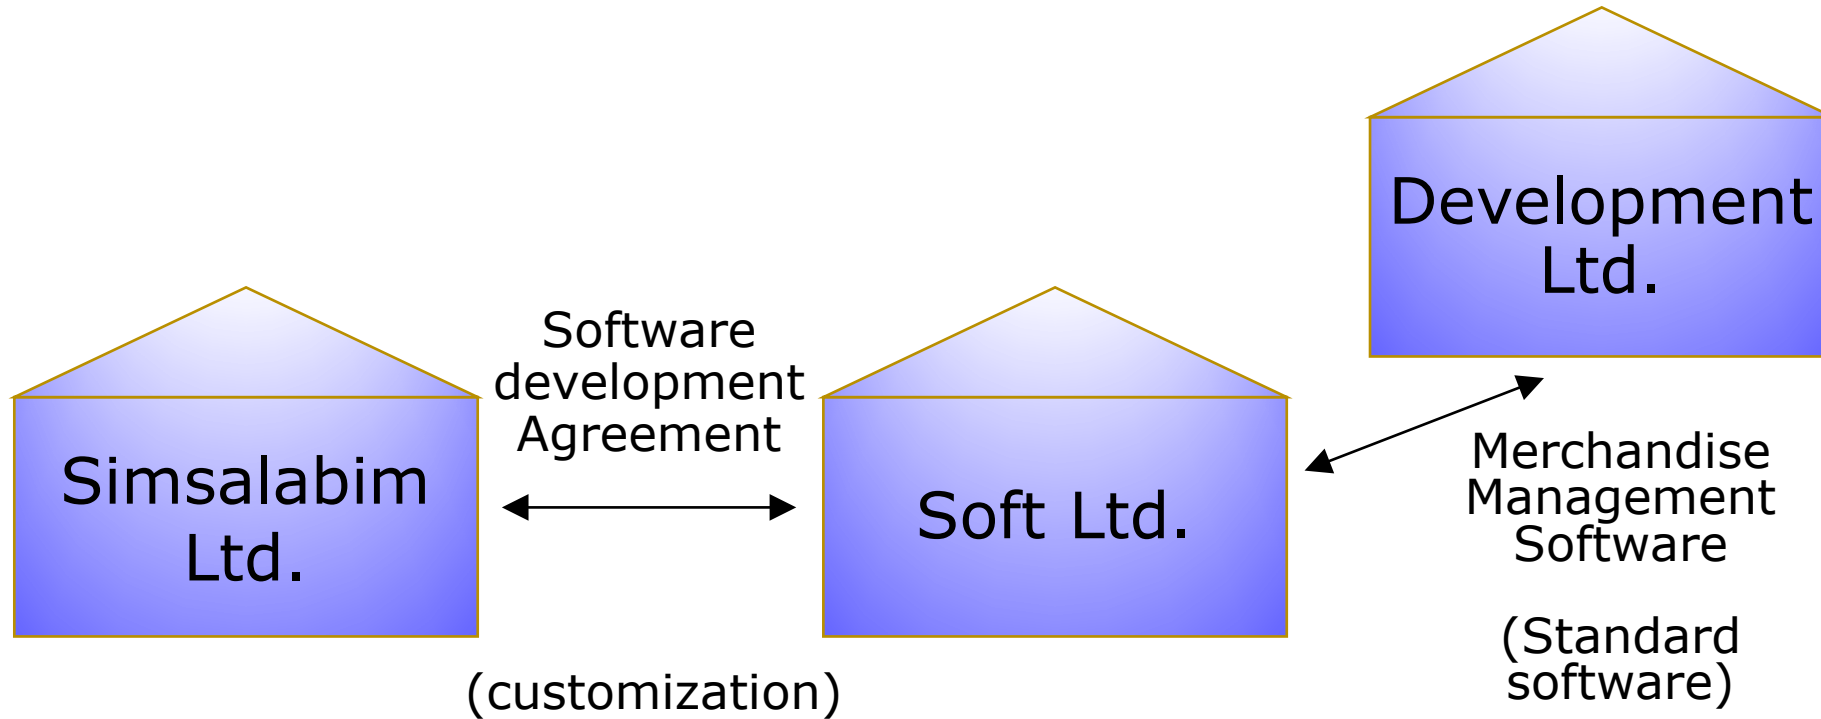 Simsalabim
Ltd.
Software
development
Agreement
(customization)
Soft Ltd.
Development
Ltd.
Merchandise
Management
Software
(Standard
software)